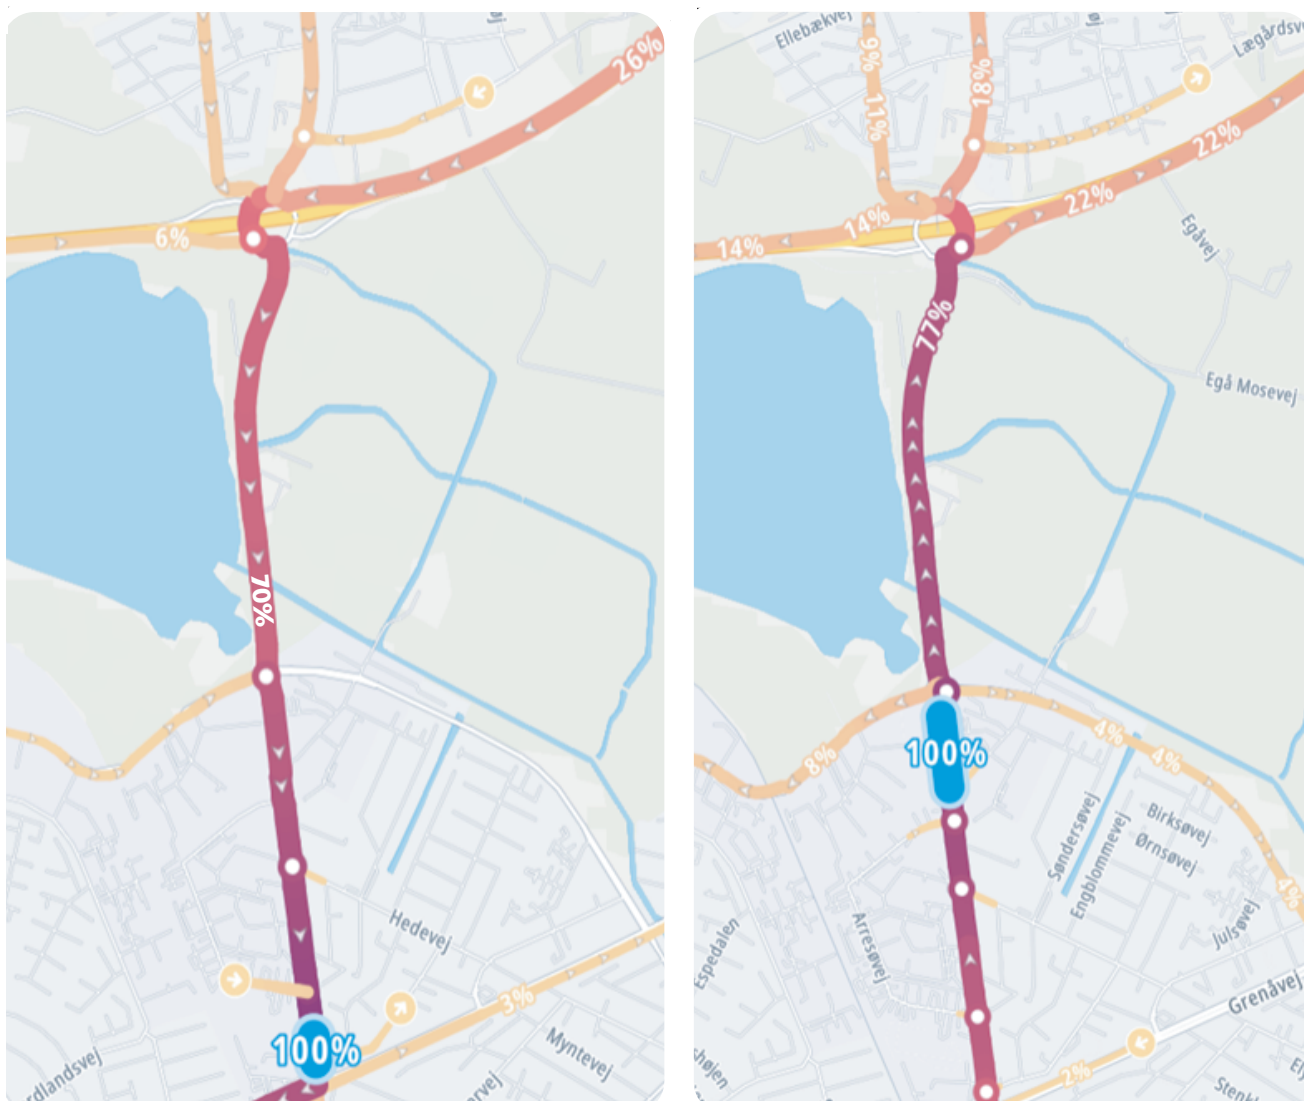 26%
6%
70%
Hedevej
100%
3%
Myntevej
Ellebækvej
Lægårdsv
9%
11%
18%
22%
22%
14%
14%
Egåvej
77%
Egå Mosevej
100%
8%
4%
4%
4%
Søndersøvej
Engblommevej
Birksøvej
Ørnsøvej
Julsøvej
Espedalen
Arresøvej
Grenåvej
2%